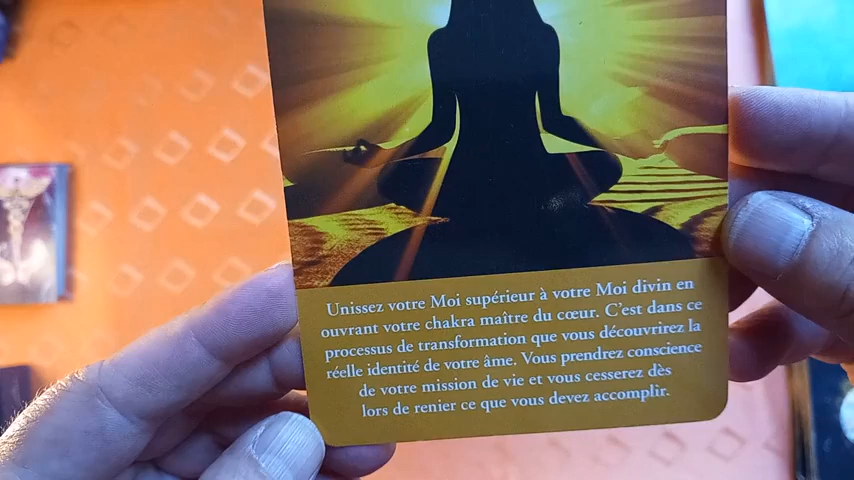 Unissez votre Moi supérieur à votre Moi divin en
ouvrant votre chakra maître du cœur. C'est dans ce
processus de transformation que vous découvrirez la
réelle identité de votre âme. Vous prendrez conscience
de votre mission de vie et vous cesserez dès
lors de renier ce que vous devez accomplir.